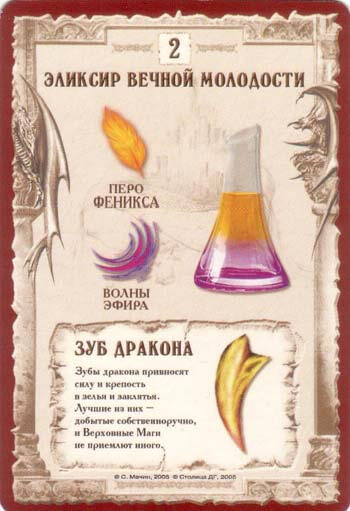 2
ЭЛИКСИР ВЕЧНОЙ МОЛОДОСТИ
ПЕРО
ФЕНИКСА
ВОЛНЫ
ЭФИРА
ЗУБ ДРАКОНА
Зубы дракона привносят
силу и крепость
в зелья и заклятья.
Лучшие из них —
добытые собственноручно,
и Верховные Маги
не приемлют иного.
© С. Мачин, 2005 © Столица ДГ, 2005